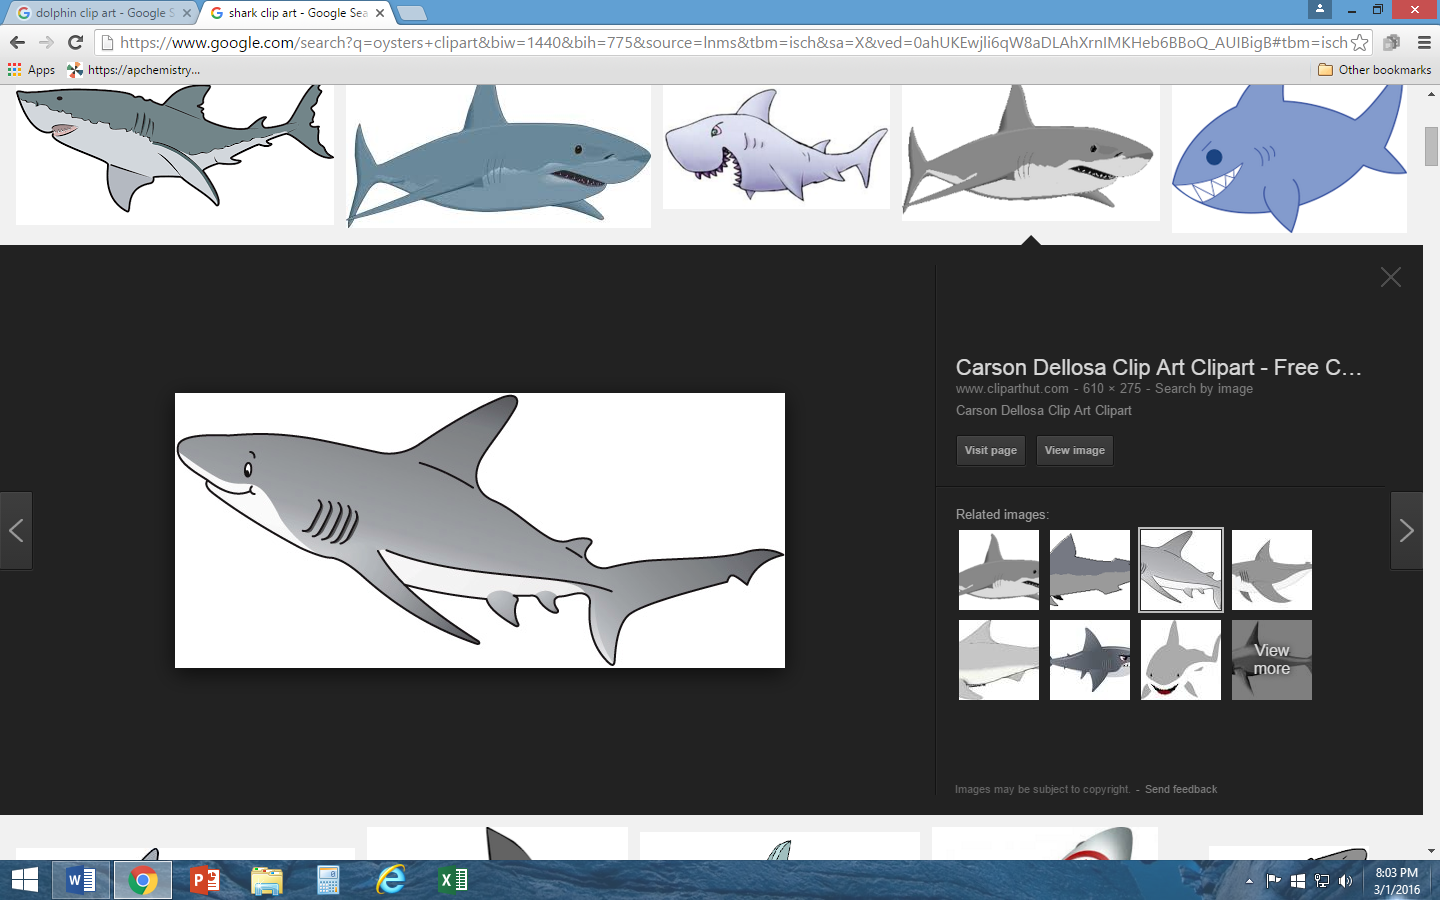 dolphin clip art - Google S
shark clip art - Google Sea
https://www.google.com/search?q=oysters+clipart&biw=1440&bih=775&source=lnms&tbm=isch&sa=X&ved=0ahUKEwjli6qW8aDLAhXrnIMKHeb6BBoQ_AUIBigB#tbm=isch
Apps
https://apchemistry...
Other bookmarks
Carson Dellosa Clip Art Clipart - Free C...
www.cliparthut.com - 610 × 275 - Search by image
Carson Dellosa Clip Art Clipart
Visit page
View image
Related images:
View
more
Images may be subject to copyright. - Send feedback
8:03 PM
3/1/2016